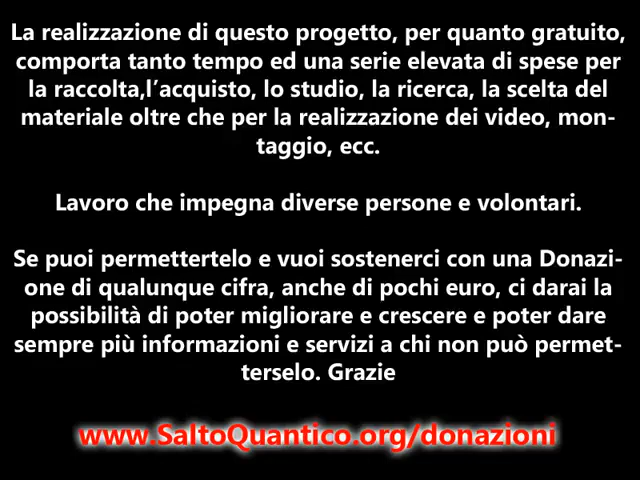 La realizzazione di questo progetto, per quanto gratuito,
comporta tanto tempo ed una serie elevata di spese per
la raccolta,l’acquisto, lo studio, la ricerca, la scelta del
materiale oltre che per la realizzazione dei video, mon-
taggio, ecc.
Lavoro che impegna diverse persone e volontari.
Se puoi permettertelo e vuoi sostenerci con una Donazi-
one di qualunque cifra, anche di pochi euro, ci darai la
possibilità di poter migliorare e crescere e poter dare
sempre più informazioni e servizi a chi non può permet-
terselo. Grazie
www.SaltoQuantico.org/donazioni